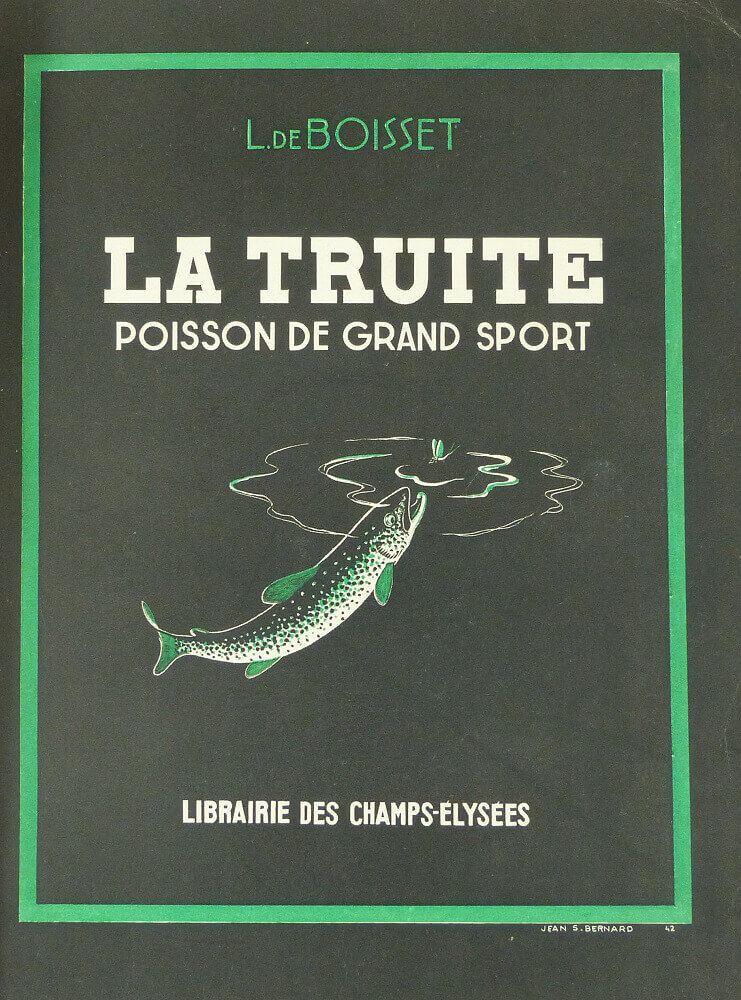 L.DE BOISSET
LA TRUITE
POISSON DE GRAND SPORT
LIBRAIRIE DES CHAMPS-ÉLYSÉES
JEAN S. BERNARD 42